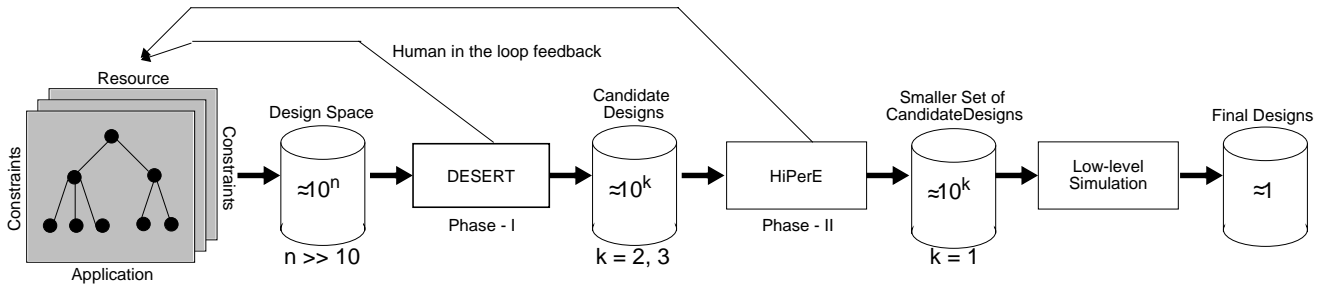 Human in the loop feedback
Resource
Constraints
Constraints
Application
Design Space
≈10ⁿ
n >> 10
DESERT
Phase - I
Candidate
Designs
≈10ᵏ
k = 2, 3
HiPerE
Phase - II
Smaller Set of
CandidateDesigns
≈10ᵏ
k = 1
Low-level
Simulation
Final Designs
≈1